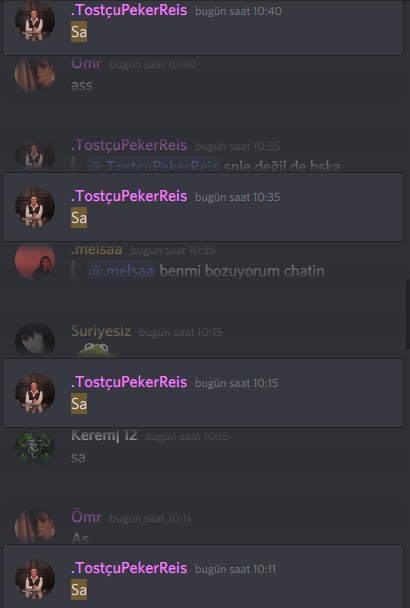 .TostçuPekerReis bugün saat 10:40
Sa
Ömr bugün saat 10:40
ass
.TostçuPekerReis bugün saat 10:35
@.TostçuPekerReis snle değil de bska
.TostçuPekerReis bugün saat 10:35
Sa
.melsaa bugün saat 10:35
@.melsaa benmi bozuyorum chatin
Suriyesiz bugün saat 10:15
.TostçuPekerReis bugün saat 10:15
Sa
Kerem| 12 bugün saat 10:15
sa
Ömr bugün saat 10:11
As
.TostçuPekerReis bugün saat 10:11
Sa